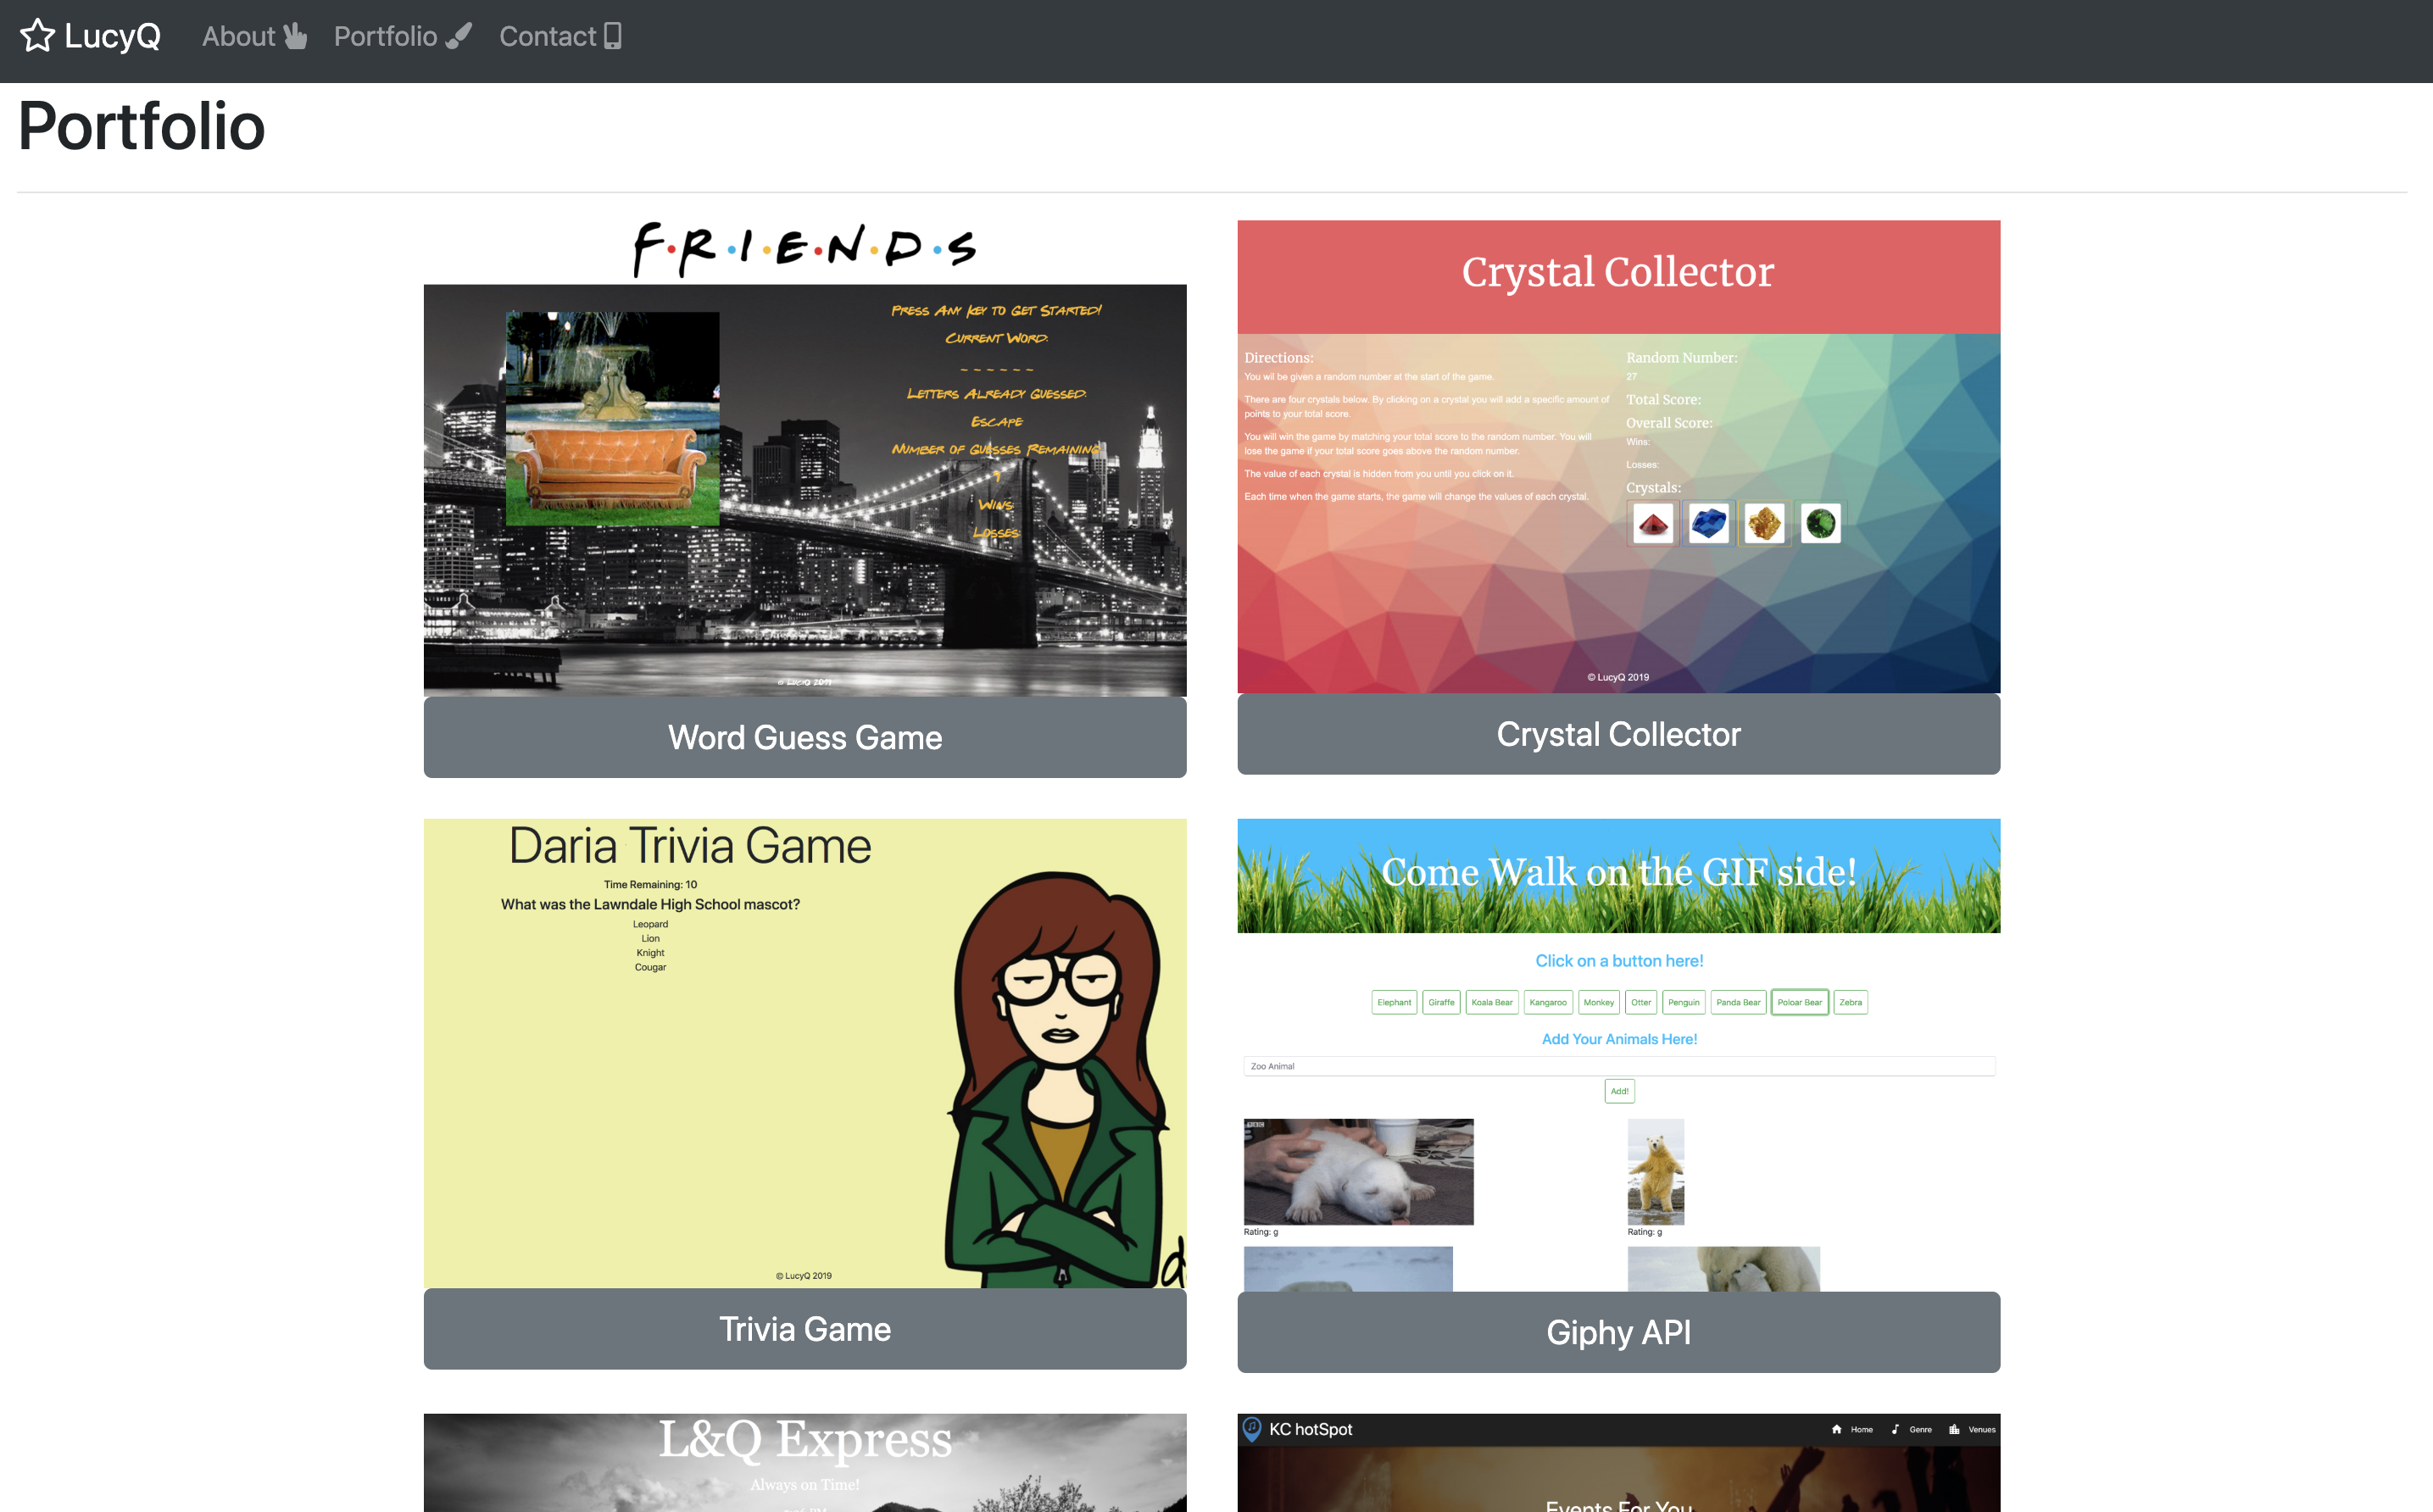 LucyQ About Portfolio Contact
Portfolio
F·R·I·E·N·D·S
Press Any Key to Get Started!
Current Word:
_ _ _ _ _ _
Letters Already Guessed:
Escape
Number of Guesses Remaining:
9
Wins:
Losses:
© LucyQ 2019
Word Guess Game
Crystal Collector
Directions:
You wil be given a random number at the start of the game.
There are four crystals below. By clicking on a crystal you will add a specific amount of
points to your total score.
You will win the game by matching your total score to the random number. You will
lose the game if your total score goes above the random number.
The value of each crystal is hidden from you until you click on it.
Each time when the game starts, the game will change the values of each crystal.
Random Number:
27
Total Score:
Overall Score:
Wins:
Losses:
Crystals:
© LucyQ 2019
Crystal Collector
Daria Trivia Game
Time Remaining: 10
What was the Lawndale High School mascot?
Leopard
Lion
Knight
Cougar
d
© LucyQ 2019
Trivia Game
Come Walk on the GIF side!
Click on a button here!
Elephant Giraffe Koala Bear Kangaroo Monkey Otter Penguin Panda Bear Poloar Bear Zebra
Add Your Animals Here!
Zoo Animal
Add!
BBC
Rating: g
Rating: g
Giphy API
L&Q Express
Always on Time!
KC hotSpot Home Genre Venues
Events For You